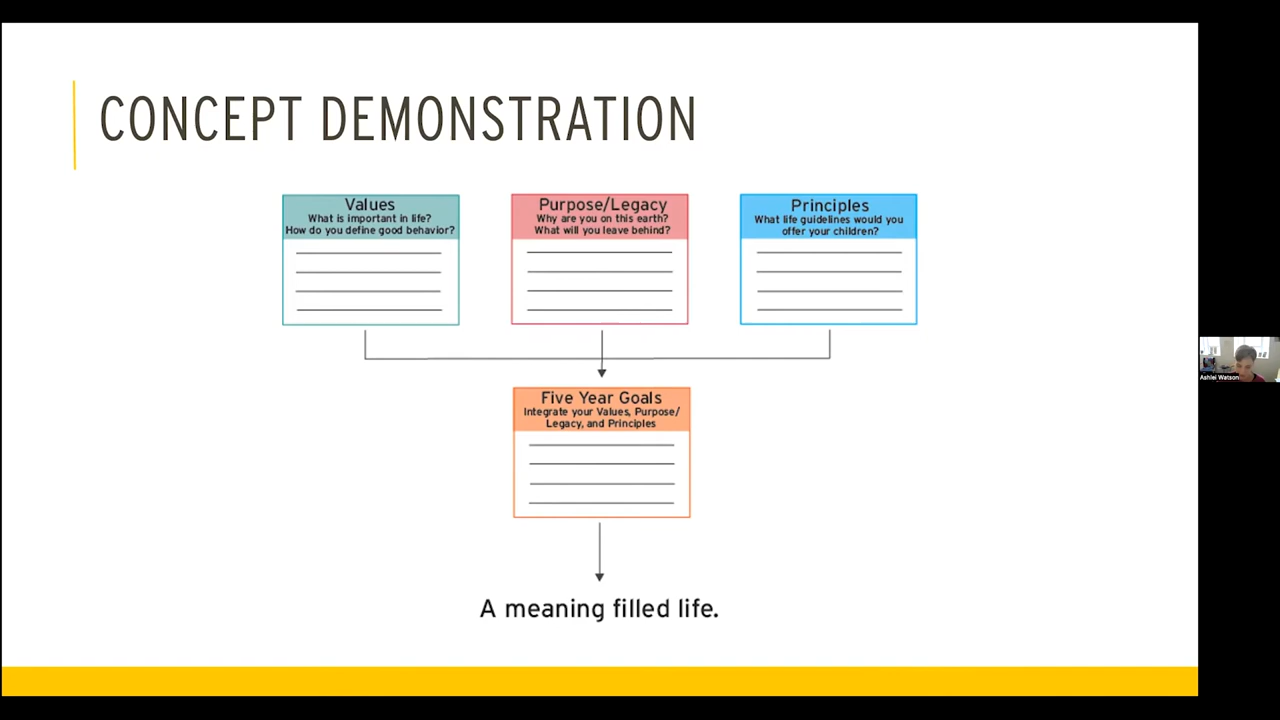 CONCEPT DEMONSTRATION
Values
What is important in life?
How do you define good behavior?
Purpose/Legacy
Why are you on this earth?
What will you leave behind?
Principles
What life guidelines would you
offer your children?
Five Year Goals
Integrate your Values, Purpose/
Legacy, and Principles
A meaning filled life.
Ashlei Watson